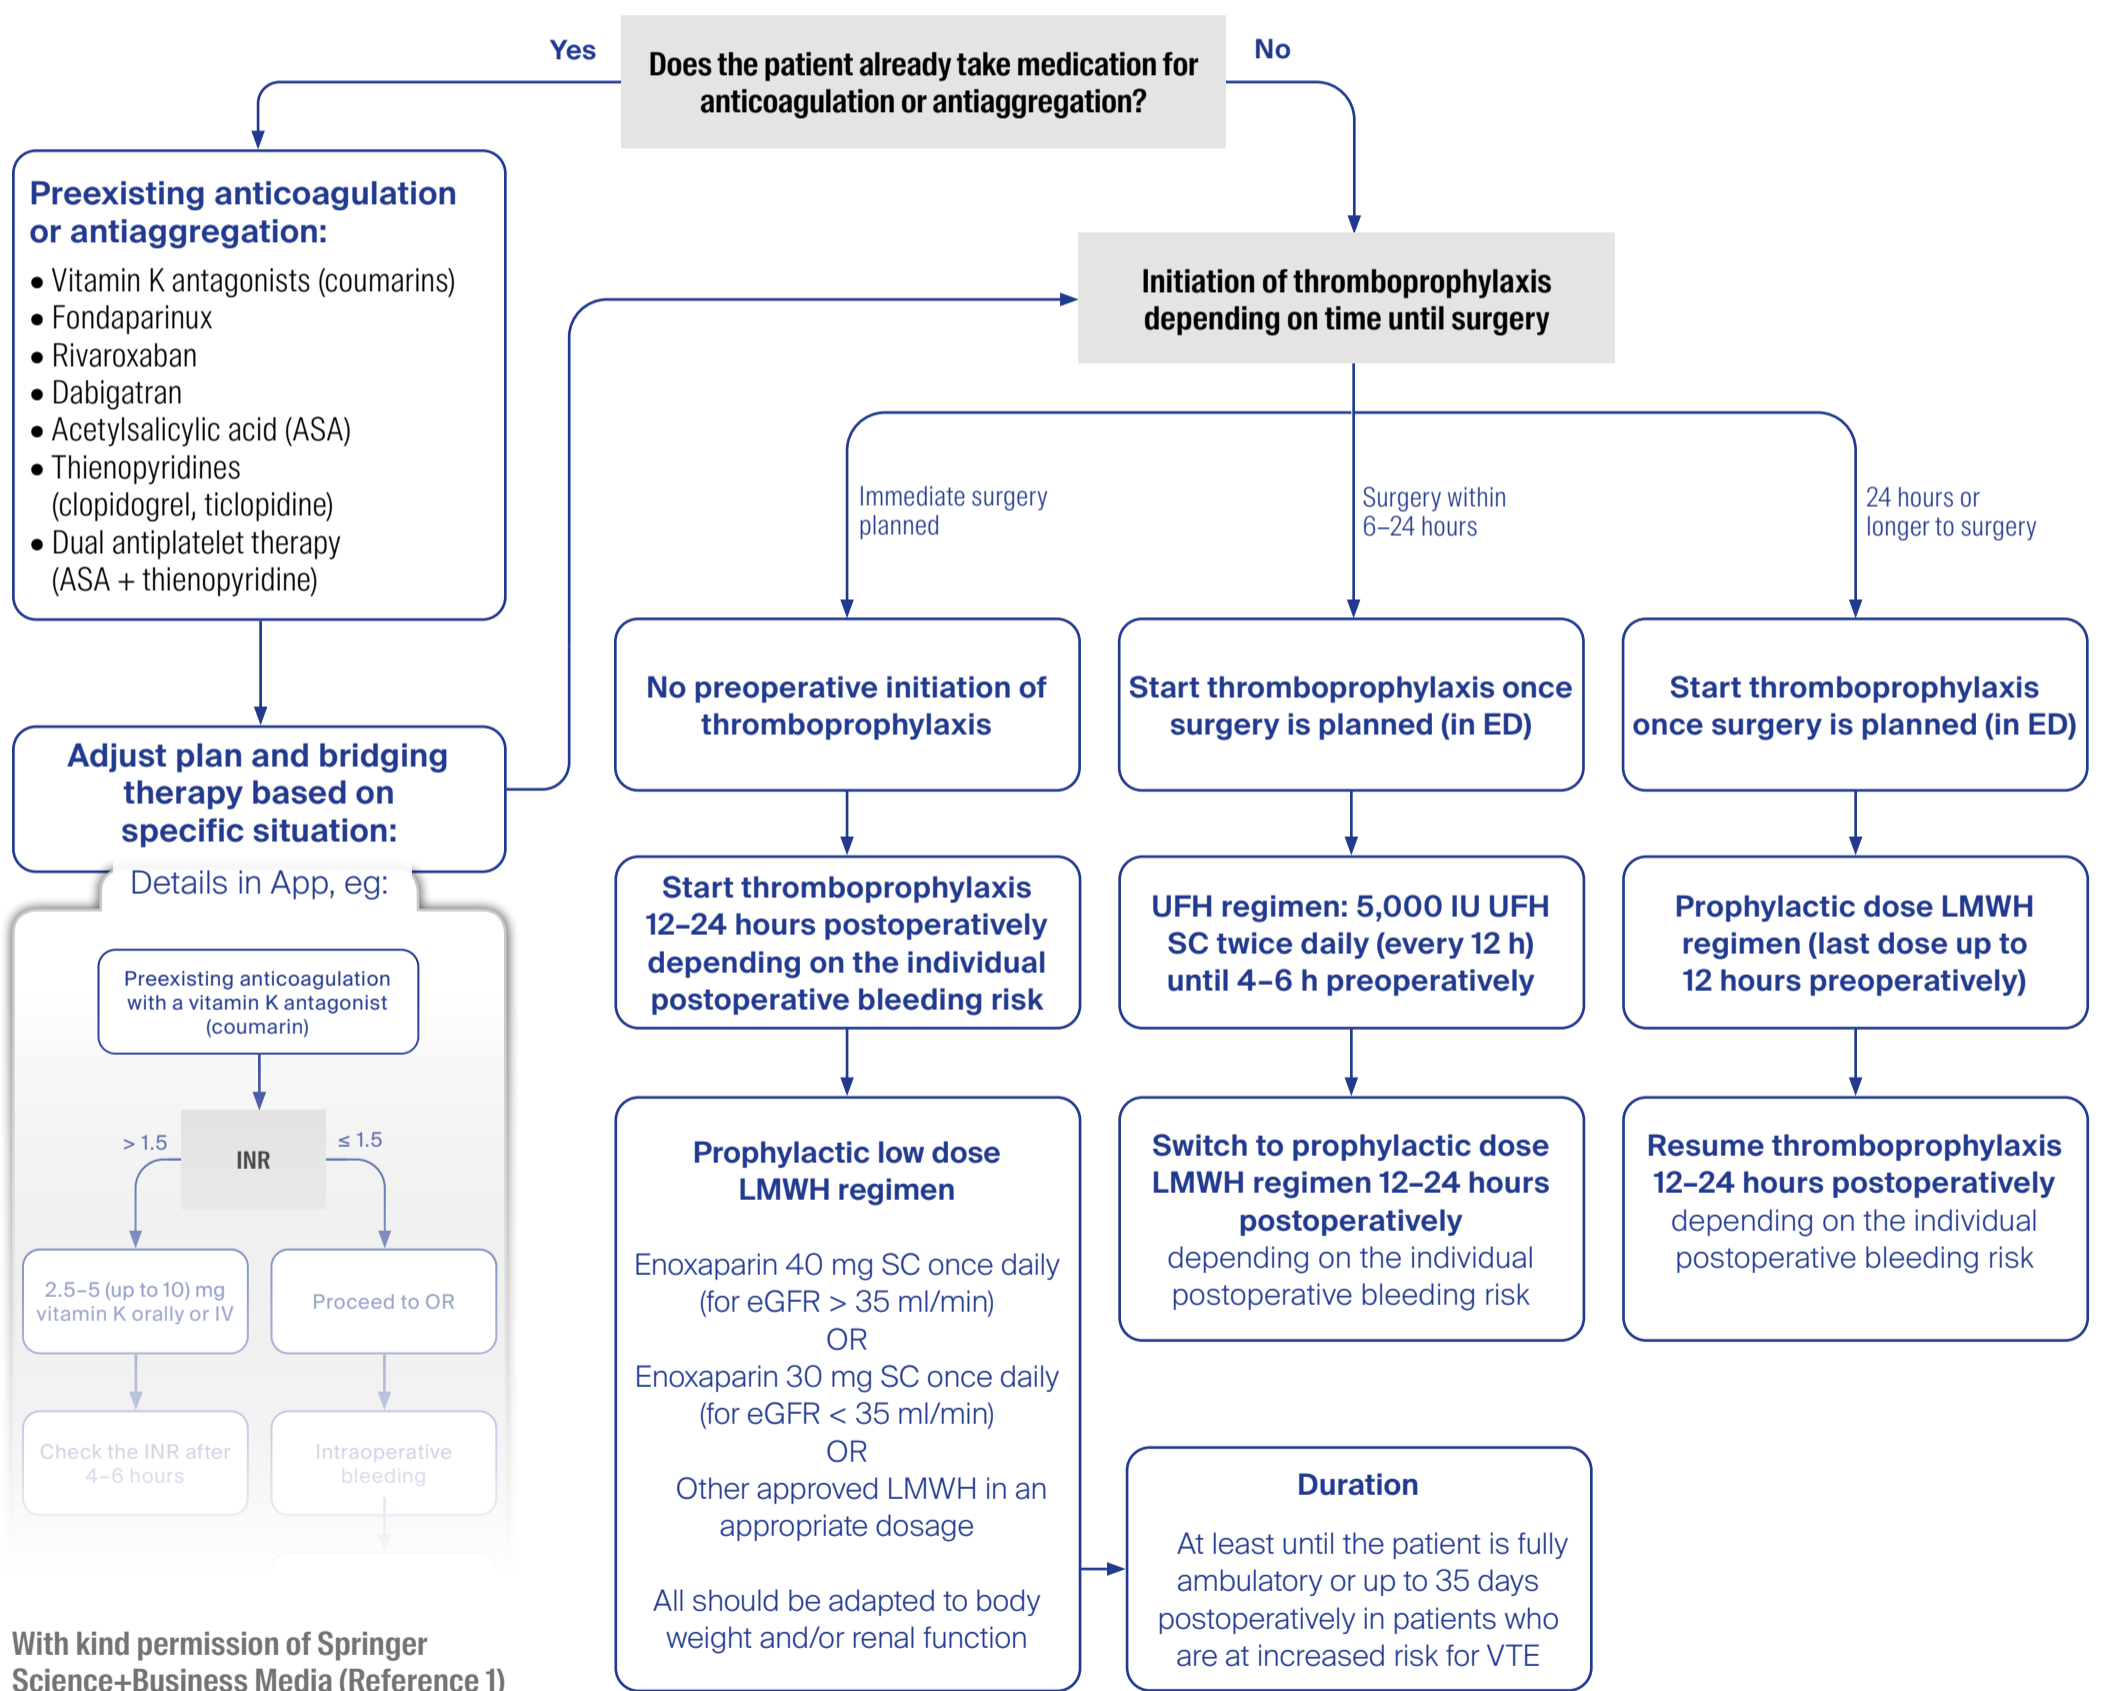 Yes
Does the patient already take medication for
anticoagulation or antiaggregation?
No
Preexisting anticoagulation
or antiaggregation:
• Vitamin K antagonists (coumarins)
• Fondaparinux
• Rivaroxaban
• Dabigatran
• Acetylsalicylic acid (ASA)
• Thienopyridines
(clopidogrel, ticlopidine)
• Dual antiplatelet therapy
(ASA + thienopyridine)
Adjust plan and bridging
therapy based on
specific situation:
Details in App, eg:
Preexisting anticoagulation
with a vitamin K antagonist
(coumarin)
> 1.5
INR
≤ 1.5
2.5–5 (up to 10) mg
vitamin K orally or IV
Proceed to OR
Check the INR after
4–6 hours
Intraoperative
bleeding
With kind permission of Springer
Science+Business Media (Reference 1)
Initiation of thromboprophylaxis
depending on time until surgery
Immediate surgery
planned
No preoperative initiation of
thromboprophylaxis
Start thromboprophylaxis
12–24 hours postoperatively
depending on the individual
postoperative bleeding risk
Prophylactic low dose
LMWH regimen
Enoxaparin 40 mg SC once daily
(for eGFR > 35 ml/min)
OR
Enoxaparin 30 mg SC once daily
(for eGFR < 35 ml/min)
OR
Other approved LMWH in an
appropriate dosage
All should be adapted to body
weight and/or renal function
Surgery within
6–24 hours
Start thromboprophylaxis once
surgery is planned (in ED)
UFH regimen: 5,000 IU UFH
SC twice daily (every 12 h)
until 4–6 h preoperatively
Switch to prophylactic dose
LMWH regimen 12–24 hours
postoperatively
depending on the individual
postoperative bleeding risk
Duration
At least until the patient is fully
ambulatory or up to 35 days
postoperatively in patients who
are at increased risk for VTE
24 hours or
longer to surgery
Start thromboprophylaxis
once surgery is planned (in ED)
Prophylactic dose LMWH
regimen (last dose up to
12 hours preoperatively)
Resume thromboprophylaxis
12–24 hours postoperatively
depending on the individual
postoperative bleeding risk